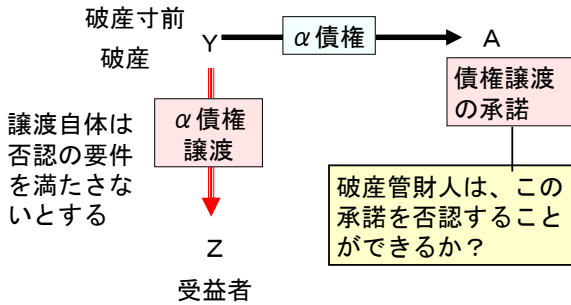 破産寸前
破産
Y
α債権
A
債権譲渡
の承諾
譲渡自体は
否認の要件
を満たさな
いとする
α債権
譲渡
破産管財人は、この
承諾を否認すること
ができるか？
Z
受益者